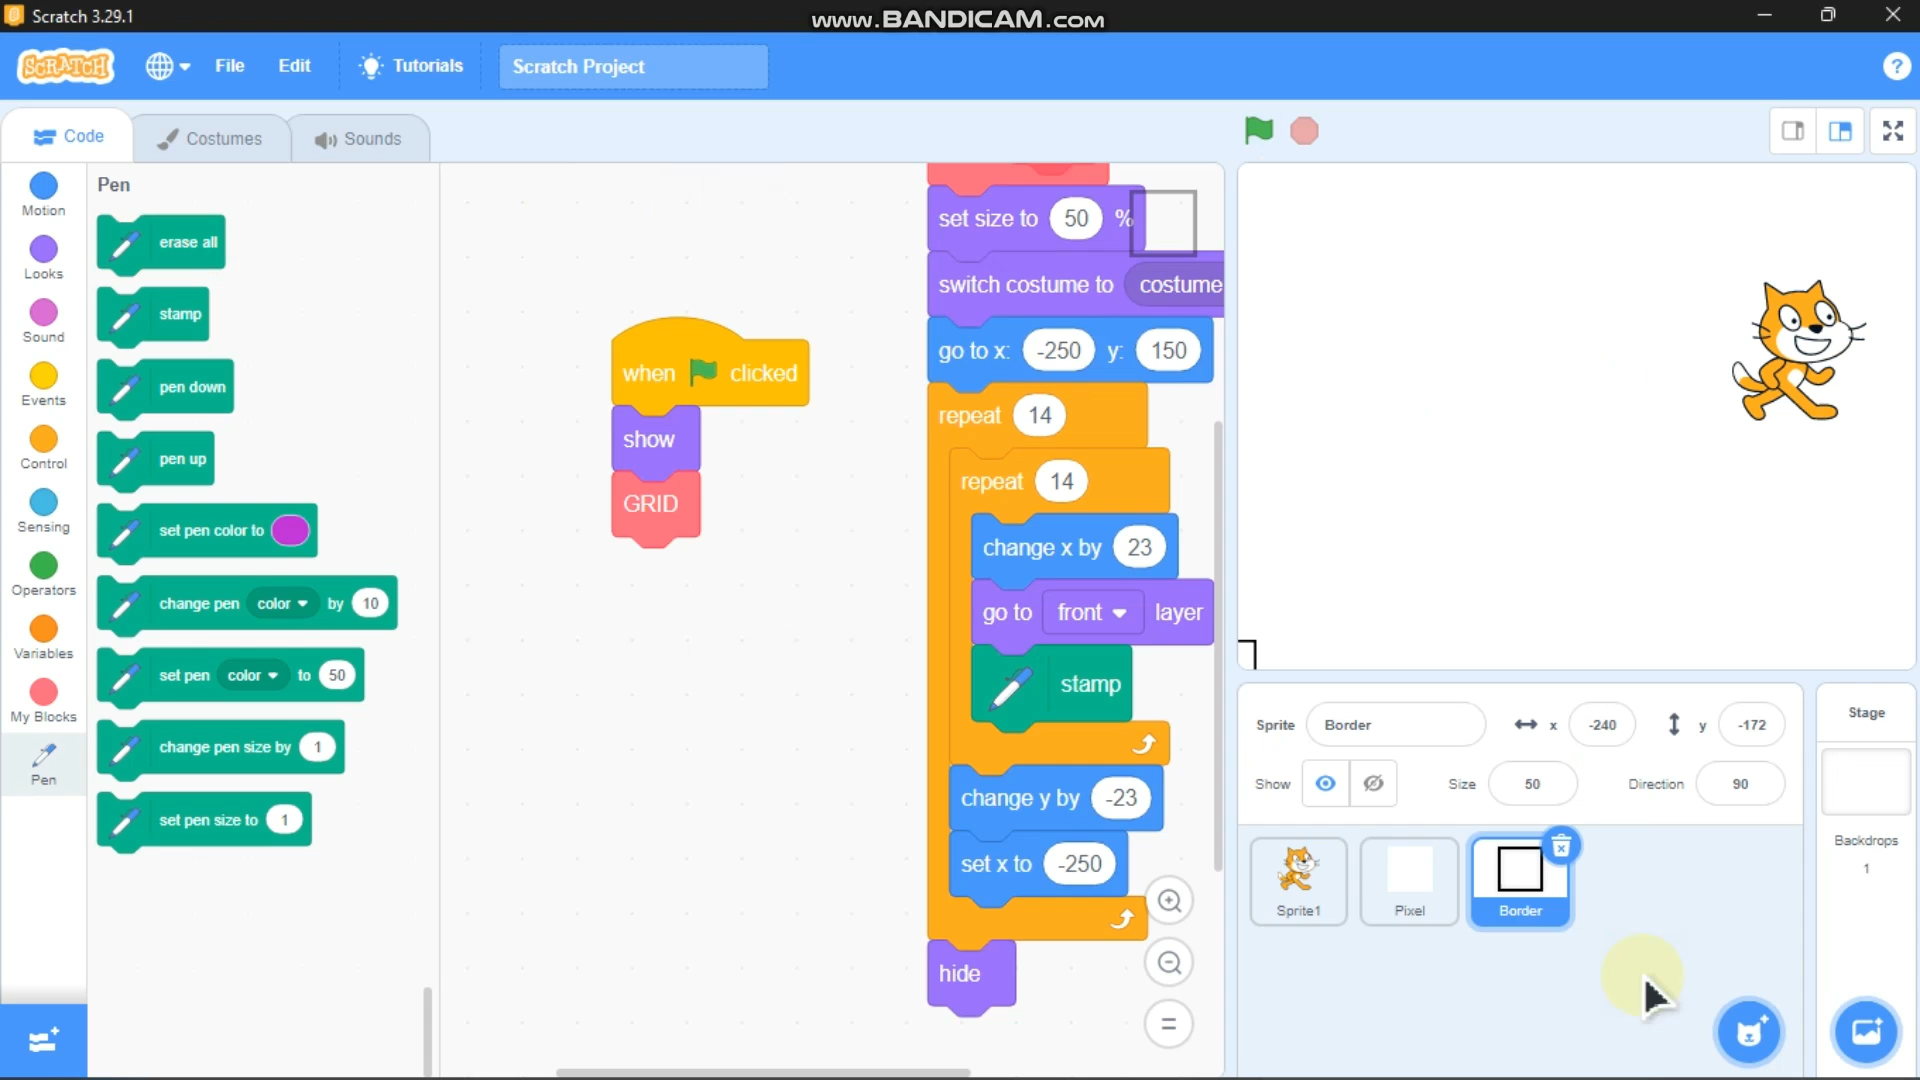 Scratch 3.29.1
www.BANDICAM.com
SCRATCH
File
Edit
Tutorials
Scratch Project
?
Code
Costumes
Sounds
Motion
Looks
Sound
Events
Control
Sensing
Operators
Variables
My Blocks
Pen
Pen
erase all
stamp
pen down
pen up
set pen color to
change pen color by 10
set pen color to 50
change pen size by 1
set pen size to 1
when clicked
show
GRID
set size to 50 %
switch costume to costume
go to x: -250 y: 150
repeat 14
repeat 14
change x by 23
go to front layer
stamp
change y by -23
set x to -250
hide
Sprite Border x -240 y -172
Show Size 50 Direction 90
Sprite1
Pixel
Border
Stage
Backdrops
1